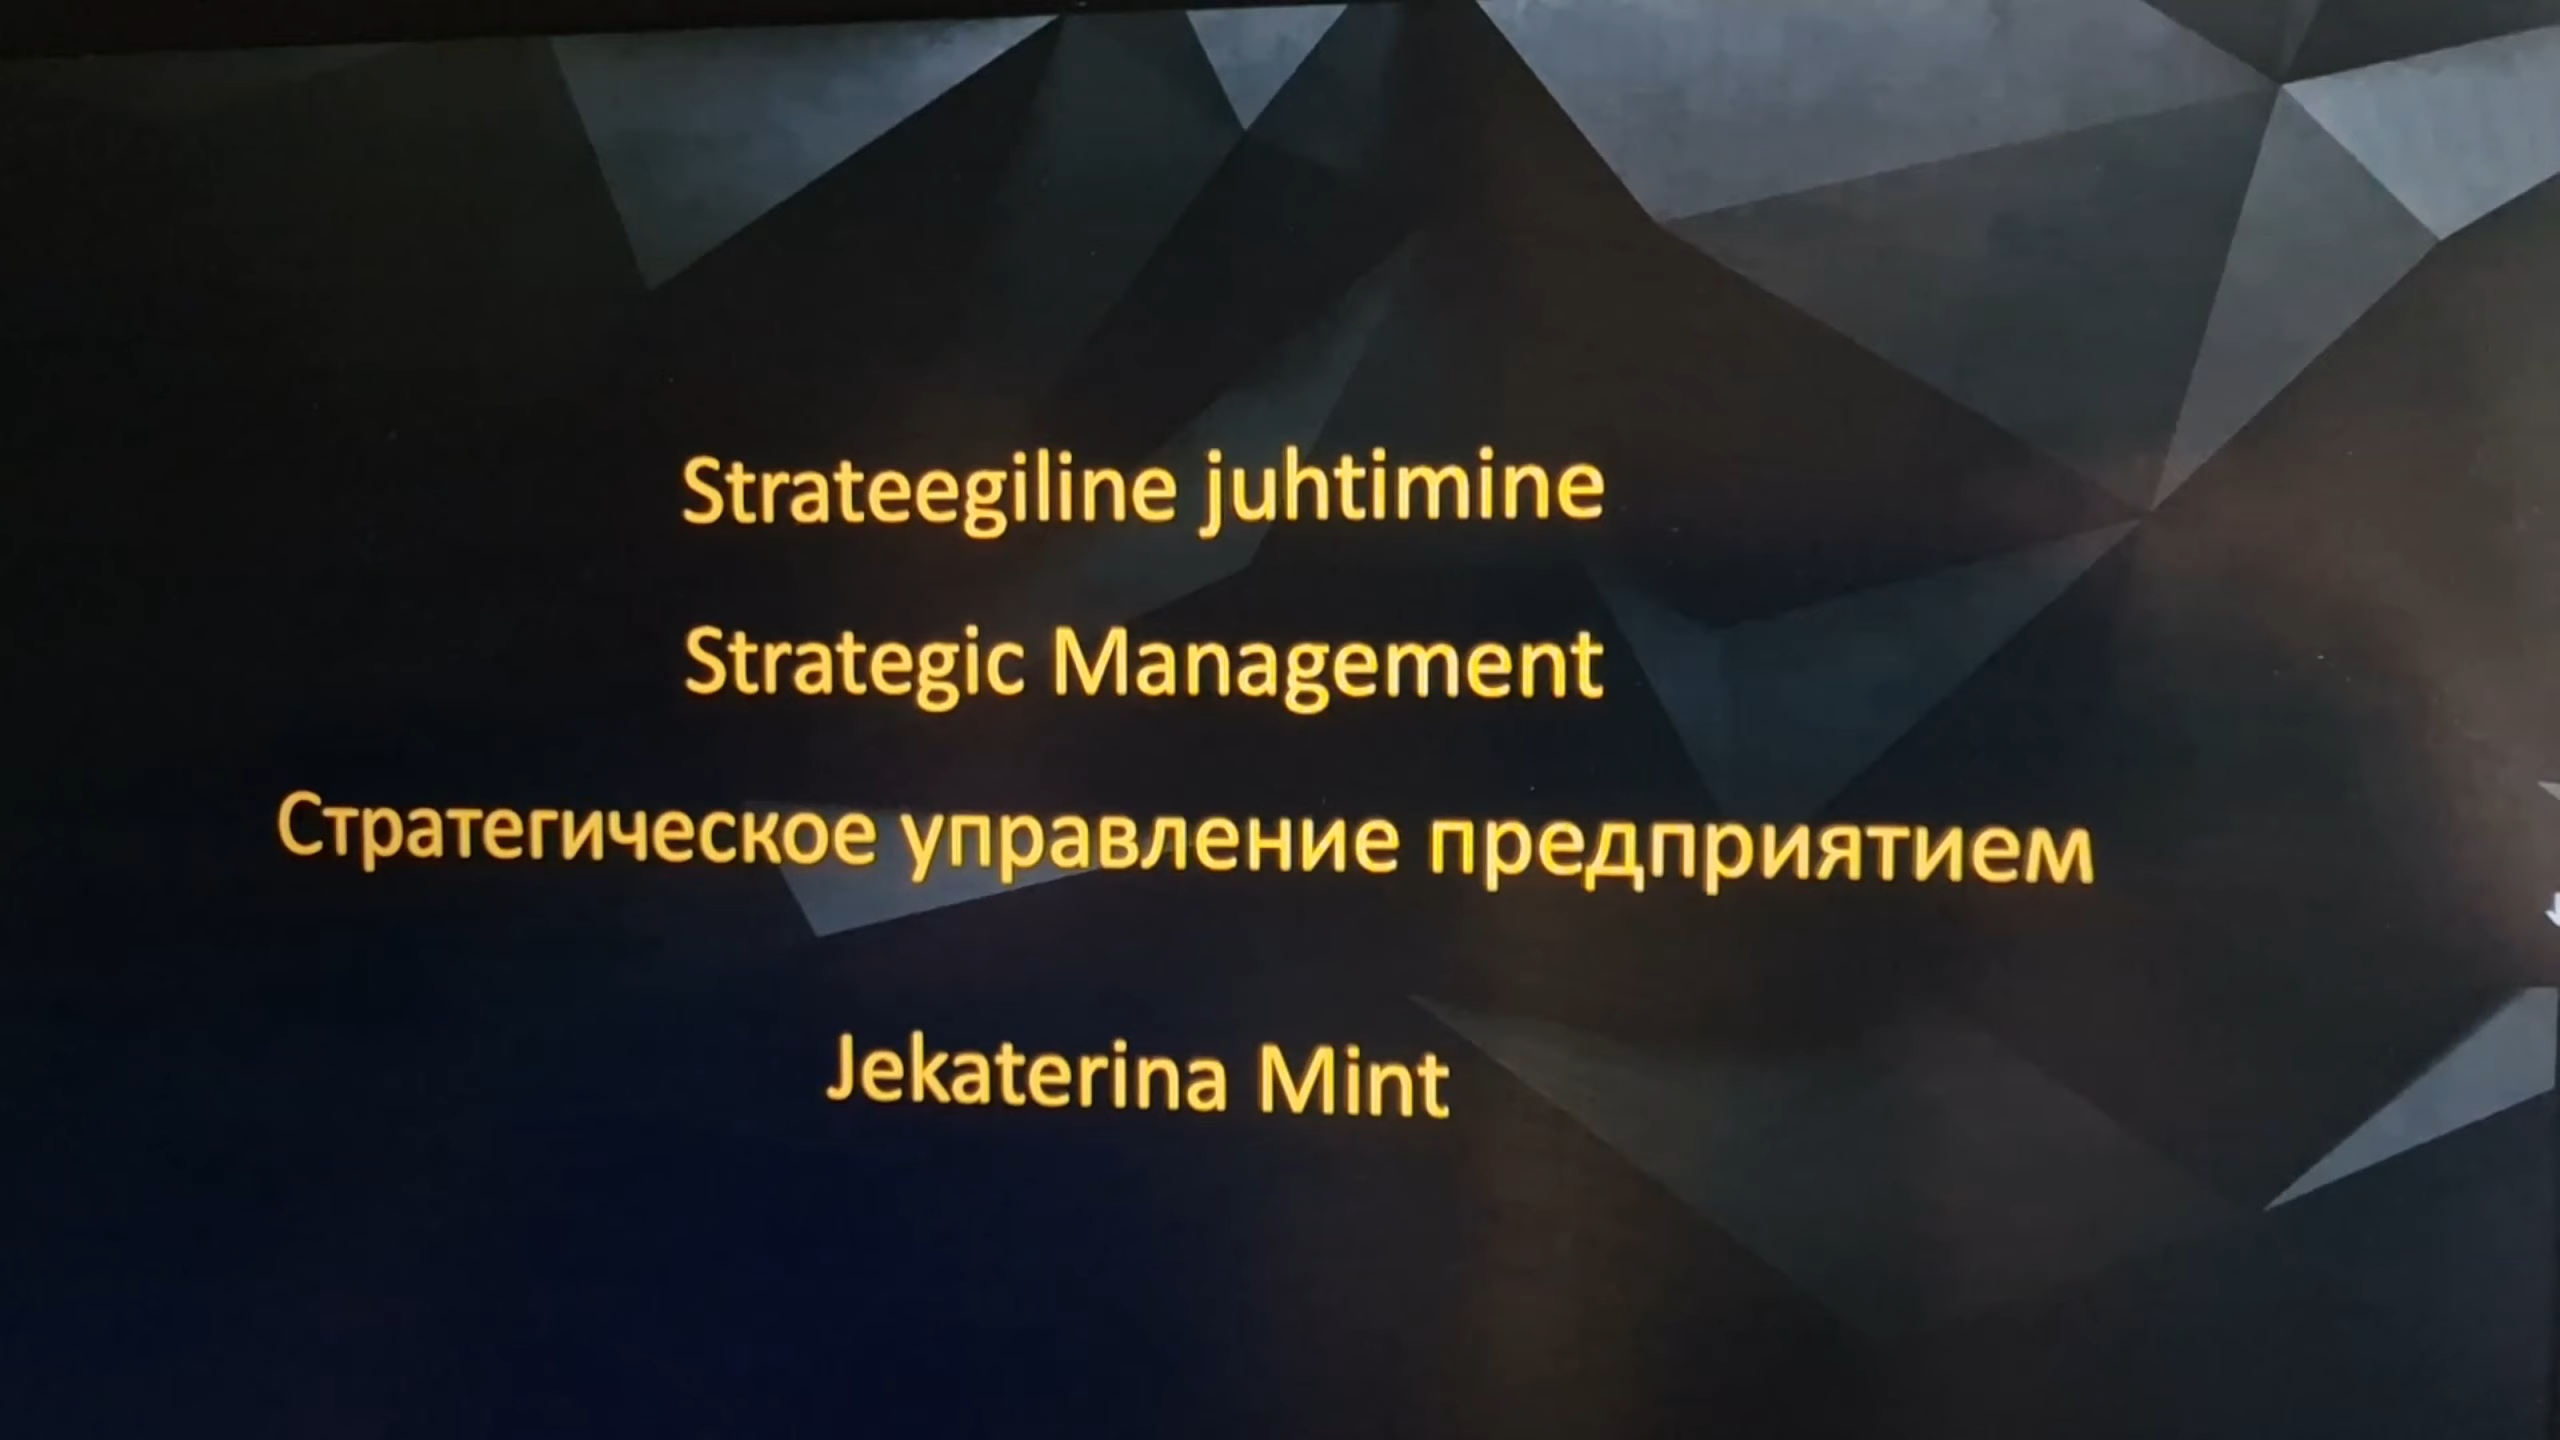 Strateegiline juhtimine
Strategic Management
Стратегическое управление предприятием
Jekaterina Mint